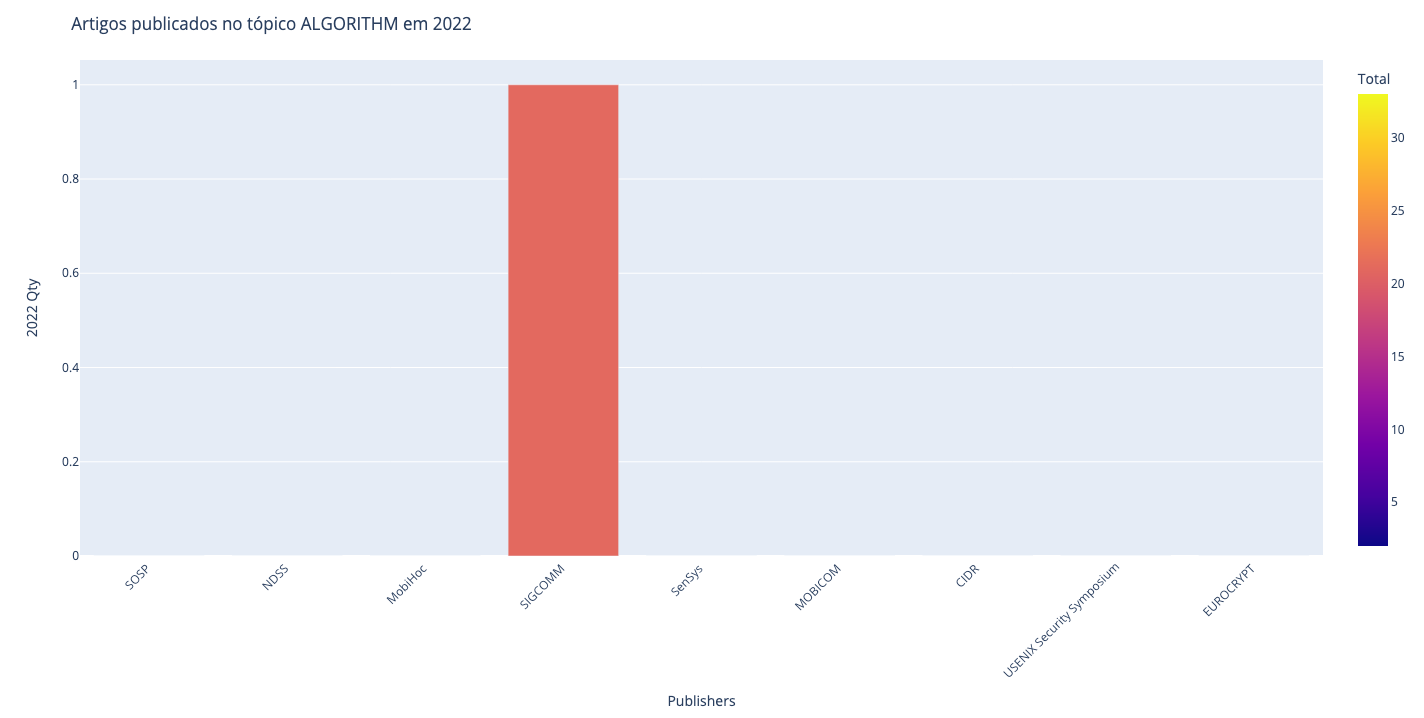 Artigos publicados no tópico ALGORITHM em 2022
Total
1
0.8
0.6
0.4
0.2
0
2022 Qty
30
25
20
15
10
5
SOSP
NDSS
MobiHoc
SIGCOMM
SenSys
MOBICOM
CIDR
USENIX Security Symposium
EUROCRYPT
Publishers